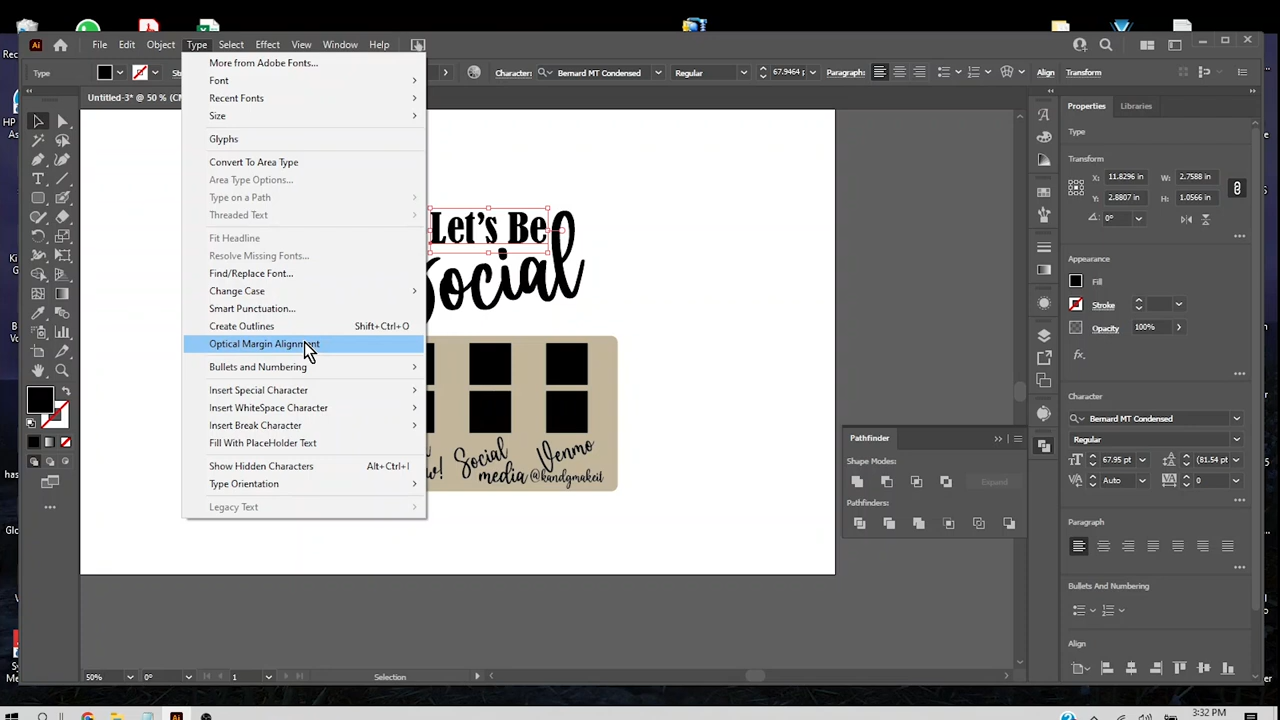 File Edit Object Type Select Effect View Window Help
Type
Character:
Bernard MT Condensed
Regular
67.9464 p
Paragraph:
Align
Transform
Untitled-3* @ 50 %
More from Adobe Fonts...
Font
Recent Fonts
Size
Glyphs
Convert To Area Type
Area Type Options...
Type on a Path
Threaded Text
Fit Headline
Resolve Missing Fonts...
Find/Replace Font...
Change Case
Smart Punctuation...
Create Outlines Shift+Ctrl+O
Optical Margin Alignment
Bullets and Numbering
Insert Special Character
Insert WhiteSpace Character
Insert Break Character
Fill With PlaceHolder Text
Show Hidden Characters Alt+Ctrl+I
Type Orientation
Legacy Text
Let's Be
Social
Social
media
Venmo
@kandgmakeit
Properties Libraries
Type
Transform
X: 11.8296 in W: 2.7588 in
Y: 2.8807 in H: 1.0566 in
0°
Appearance
Fill
Stroke
Opacity 100%
fx.
Character
Bernard MT Condensed
Regular
67.95 pt (81.54 pt
Auto 0
Paragraph
Bullets And Numbering
Align
Pathfinder
Shape Modes:
Expand
Pathfinders:
50% 0° 1 Selection
3:32 PM